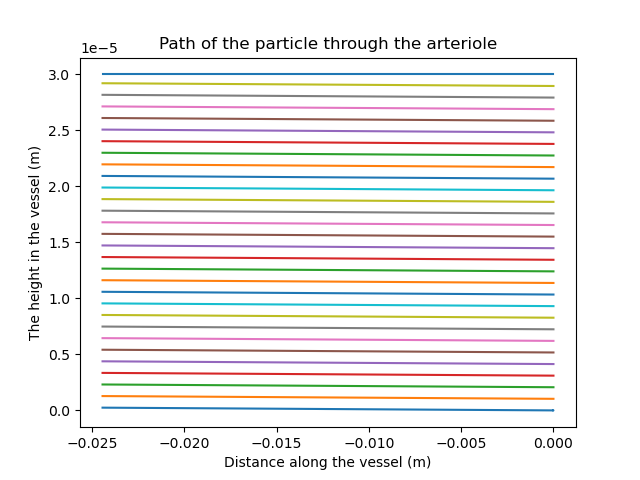 Path of the particle through the arteriole
1e−5
3.0
2.5
2.0
1.5
1.0
0.5
0.0
The height in the vessel (m)
−0.025 −0.020 −0.015 −0.010 −0.005 0.000
Distance along the vessel (m)